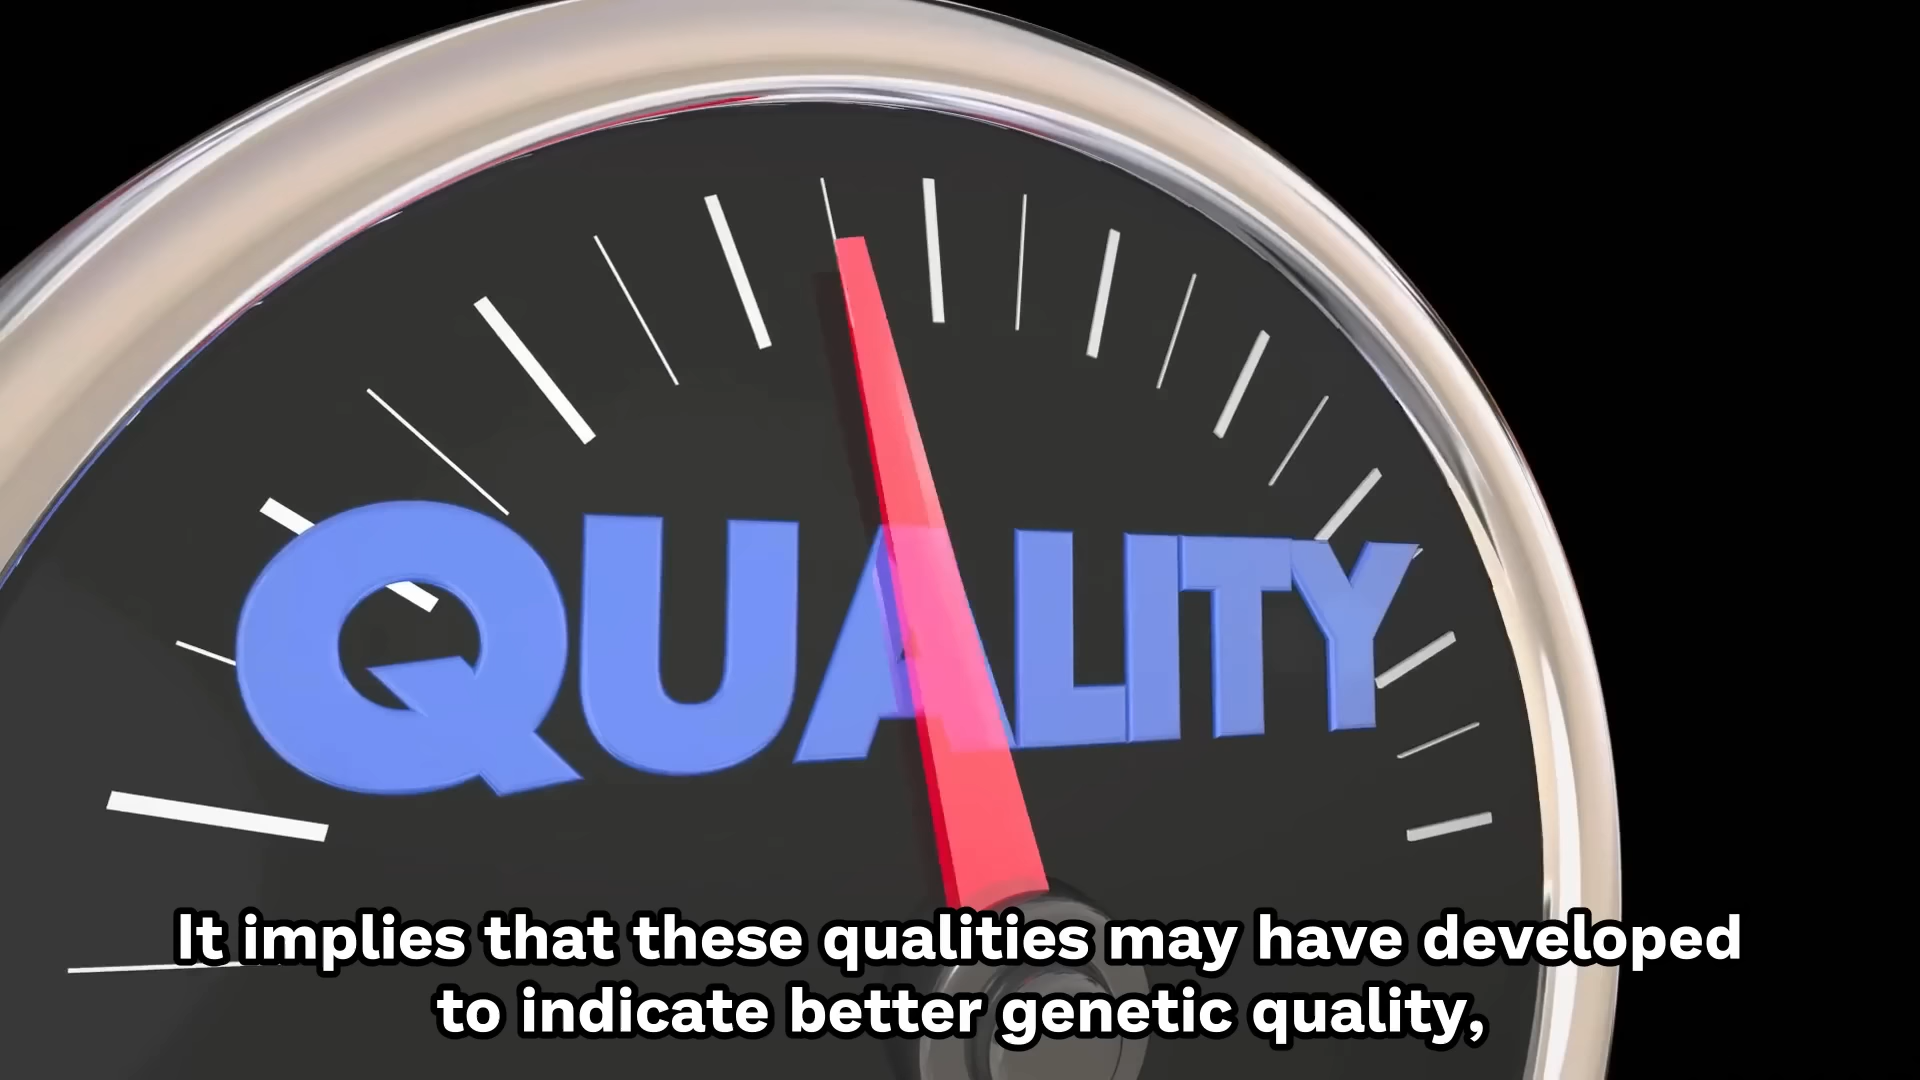 QUALITY
It implies that these qualities may have developed
to indicate better genetic quality,